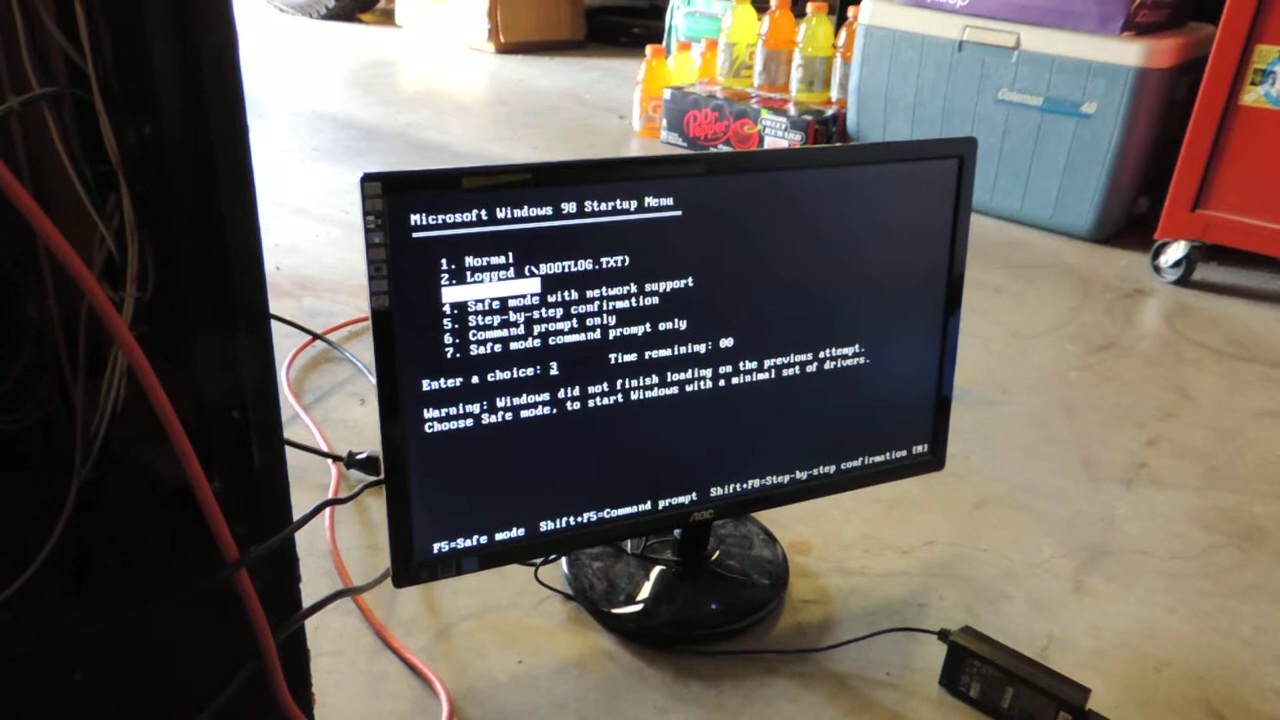 Dr Pepper
SWEET
REWARD
Coleman
Microsoft Windows 98 Startup Menu
1. Normal
2. Logged (\BOOTLOG.TXT)
4. Safe mode with network support
5. Step-by-step confirmation
6. Command prompt only
7. Safe mode command prompt only
Enter a choice: 3 Time remaining: 00
Warning: Windows did not finish loading on the previous attempt.
Choose Safe mode, to start Windows with a minimal set of drivers.
F5=Safe mode Shift+F5=Command prompt Shift+F8=Step-by-step confirmation [N]
AOC